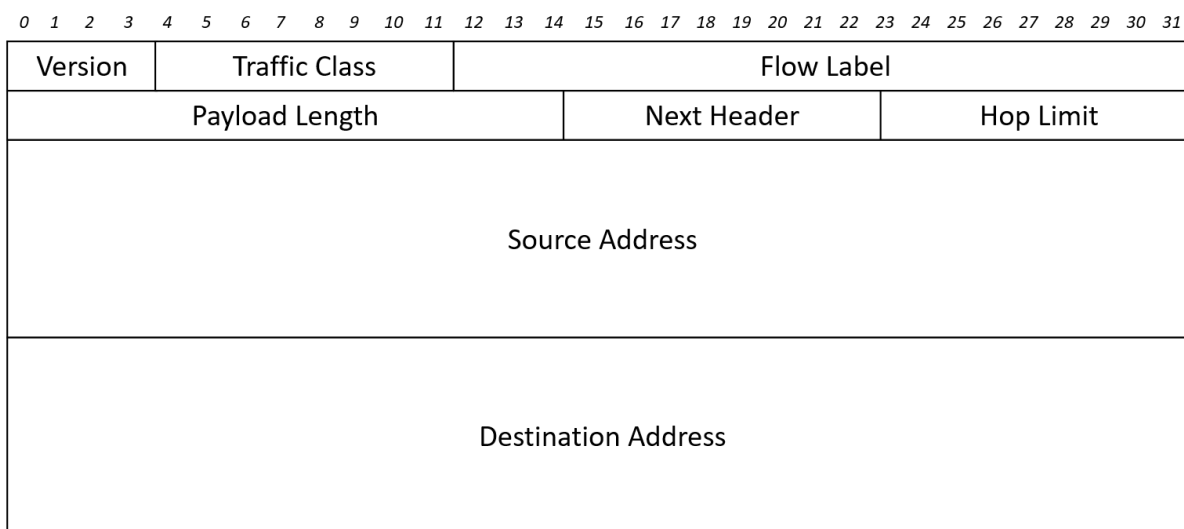 0 1 2 3 4 5 6 7 8 9 10 11 12 13 14 15 16 17 18 19 20 21 22 23 24 25 26 27 28 29 30 31
Version Traffic Class Flow Label
Payload Length Next Header Hop Limit
Source Address
Destination Address